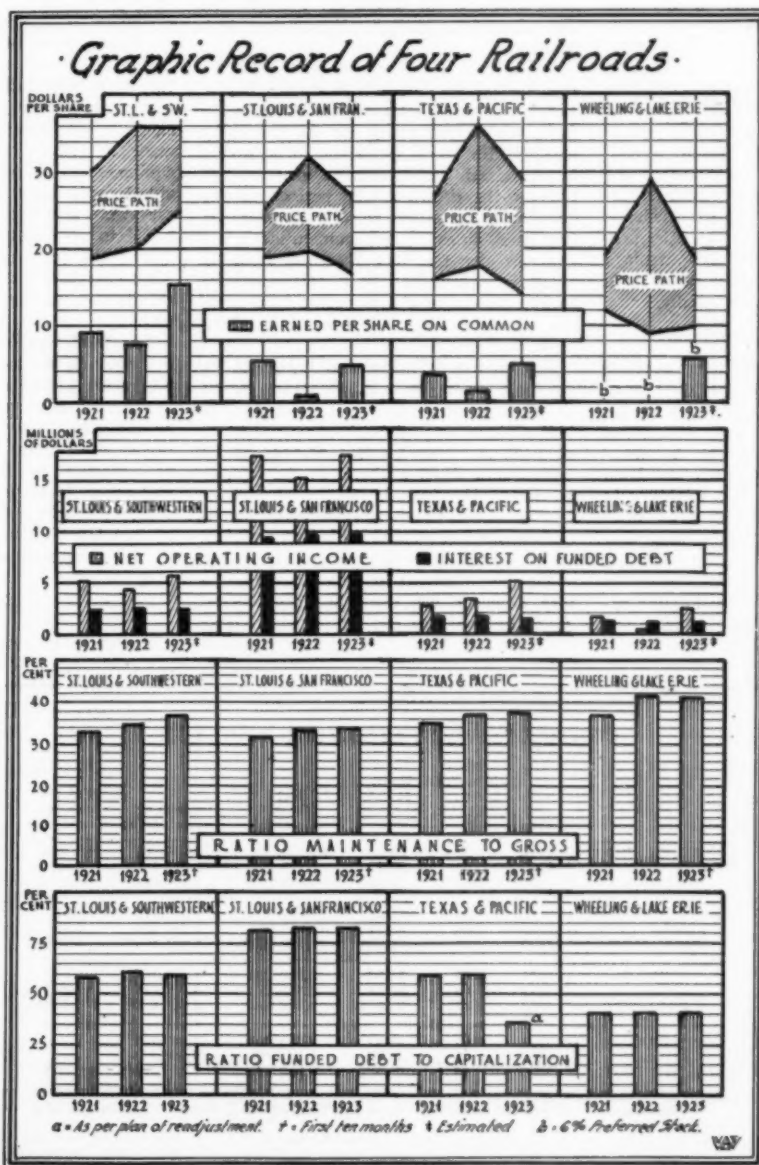 ·Graphic Record of Four Railroads·
DOLLARS
PER SHARE
ST. L. & S'W. ST. LOUIS & SAN FRAN. TEXAS & PACIFIC WHEELING & LAKE ERIE
30
PRICE PATH PRICE PATH PRICE PATH
20
PRICE PATH
10
EARNED PER SHARE ON COMMON
b b b
0
1921 1922 1923‡ 1921 1922 1923‡ 1921 1922 1923‡ 1921 1922 1923‡.
MILLIONS
OF DOLLARS
15
ST. LOUIS & SOUTHWESTERN ST. LOUIS & SAN FRANCISCO TEXAS & PACIFIC WHEELING & LAKE ERIE
10
NET OPERATING INCOME INTEREST ON FUNDED DEBT
5
0
1921 1922 1923‡ 1921 1922 1923‡ 1921 1922 1923‡ 1921 1922 1923‡
PER
CENT
ST. LOUIS & SOUTHWESTERN ST. LOUIS & SAN FRANCISCO TEXAS & PACIFIC WHEELING & LAKE ERIE
40
30
20
10
RATIO MAINTENANCE TO GROSS
0
1921 1922 1923† 1921 1922 1923† 1921 1922 1923† 1921 1922 1923†
PER
CENT
ST. LOUIS & SOUTHWESTERN ST. LOUIS & SAN FRANCISCO TEXAS & PACIFIC WHEELING & LAKE ERIE
75
50
a
25
RATIO FUNDED DEBT TO CAPITALIZATION
0
1921 1922 1923 1921 1922 1923 1921 1922 1923 1921 1922 1923
a = As per plan of readjustment. † = First ten months ‡ Estimated b = 6% Preferred Stock.